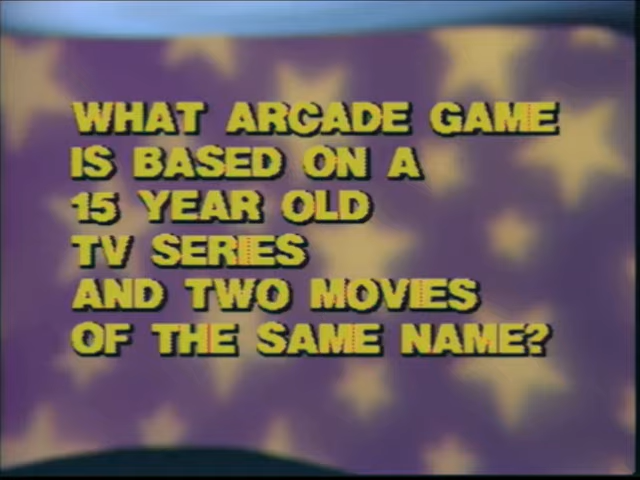 WHAT ARCADE GAME
IS BASED ON A
15 YEAR OLD
TV SERIES
AND TWO MOVIES
OF THE SAME NAME?